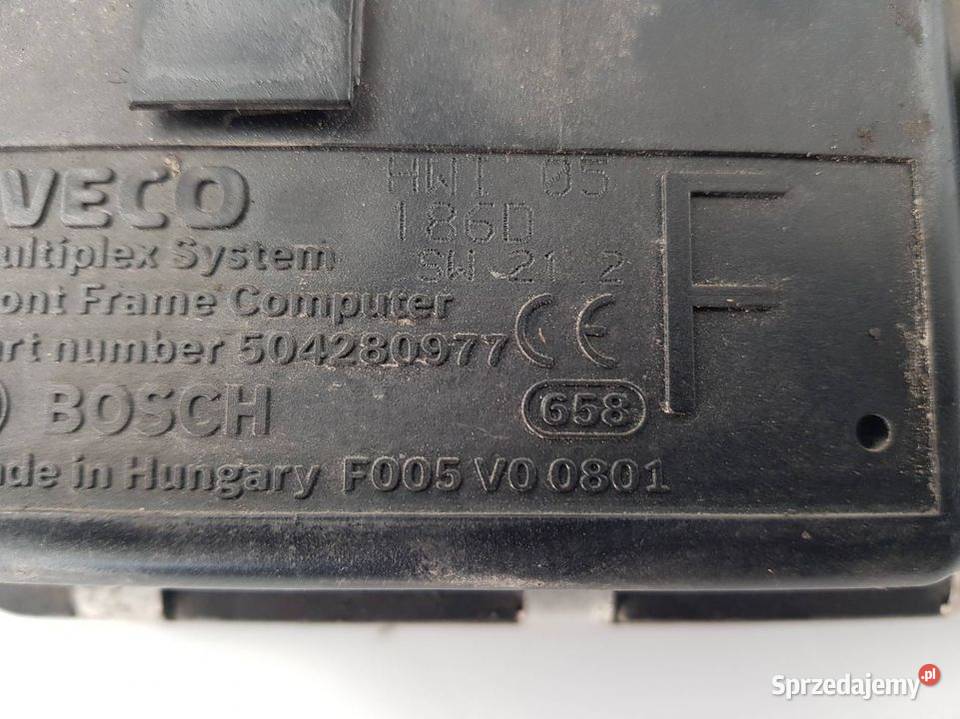 VECO
HWI 05
186D
ultiplex System
SW 21.2
ont Frame Computer
art number 504280977
CE
F
BOSCH
658
de in Hungary F005 V0 0801
Sprzedajemy.pl